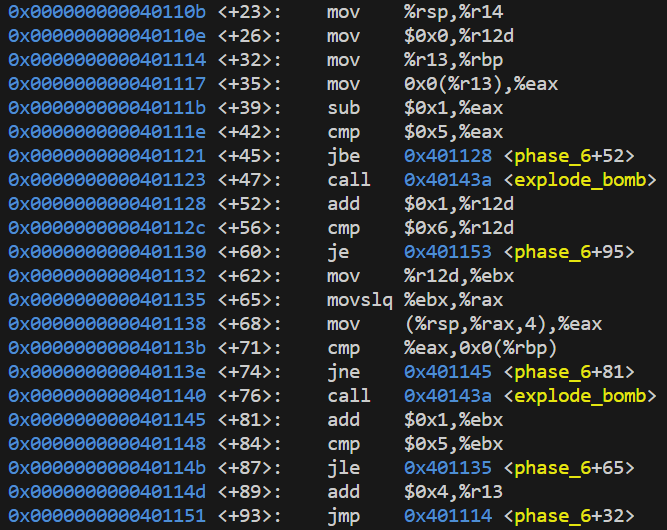 0x000000000040110b <+23>:    mov    %rsp,%r14
0x000000000040110e <+26>:    mov    $0x0,%r12d
0x0000000000401114 <+32>:    mov    %r13,%rbp
0x0000000000401117 <+35>:    mov    0x0(%r13),%eax
0x000000000040111b <+39>:    sub    $0x1,%eax
0x000000000040111e <+42>:    cmp    $0x5,%eax
0x0000000000401121 <+45>:    jbe    0x401128 <phase_6+52>
0x0000000000401123 <+47>:    call   0x40143a <explode_bomb>
0x0000000000401128 <+52>:    add    $0x1,%r12d
0x000000000040112c <+56>:    cmp    $0x6,%r12d
0x0000000000401130 <+60>:    je     0x401153 <phase_6+95>
0x0000000000401132 <+62>:    mov    %r12d,%ebx
0x0000000000401135 <+65>:    movslq %ebx,%rax
0x0000000000401138 <+68>:    mov    (%rsp,%rax,4),%eax
0x000000000040113b <+71>:    cmp    %eax,0x0(%rbp)
0x000000000040113e <+74>:    jne    0x401145 <phase_6+81>
0x0000000000401140 <+76>:    call   0x40143a <explode_bomb>
0x0000000000401145 <+81>:    add    $0x1,%ebx
0x0000000000401148 <+84>:    cmp    $0x5,%ebx
0x000000000040114b <+87>:    jle    0x401135 <phase_6+65>
0x000000000040114d <+89>:    add    $0x4,%r13
0x0000000000401151 <+93>:    jmp    0x401114 <phase_6+32>